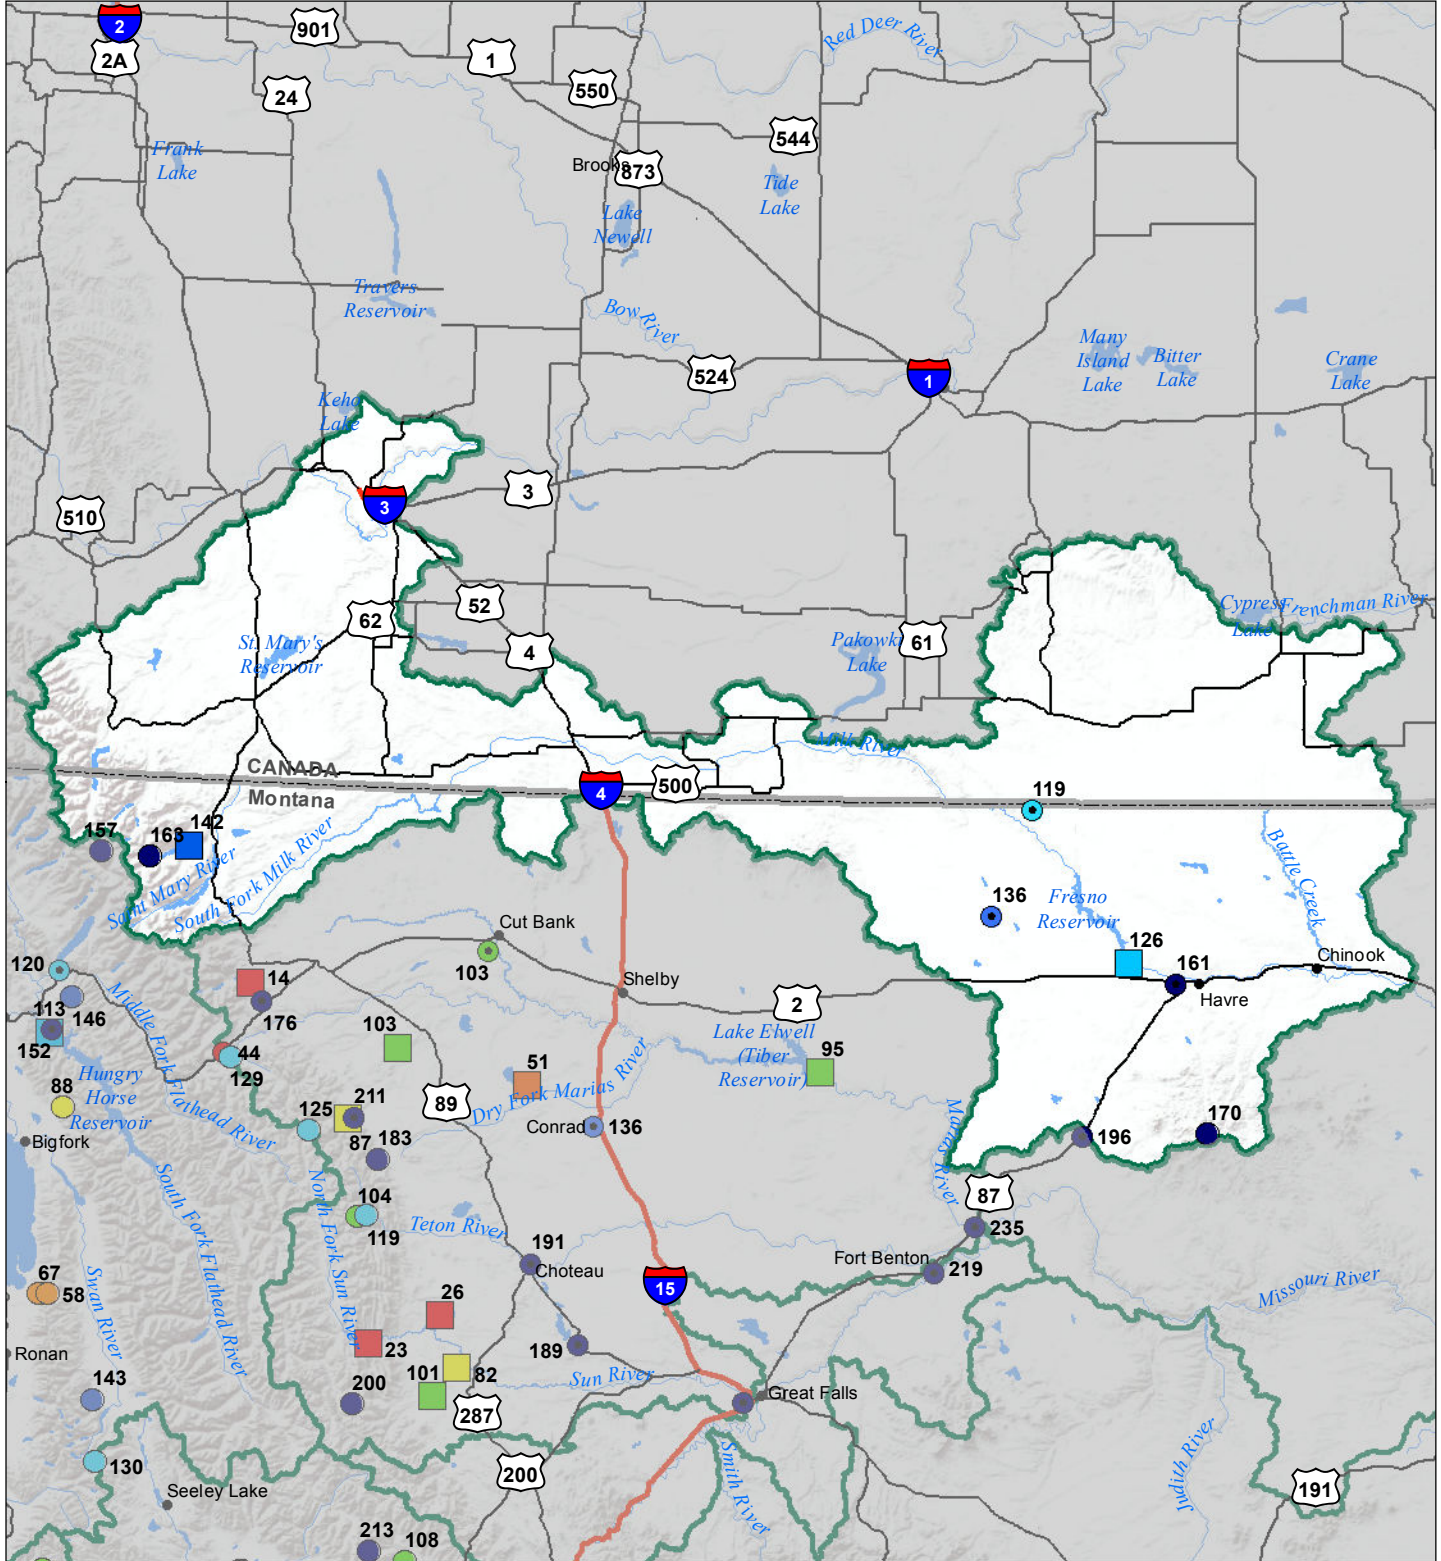 2
901
2A
1
24
550
Red Deer River
544
Frank
Lake
Brooks
873
Tide
Lake
Lake
Newell
Travers
Reservoir
Bow River
524
1
Many
Island
Lake
Bitter
Lake
Crane
Lake
Keho
Lake
3
3
510
52
62
Cypress
Lake
Frenchman River
St. Mary's
Reservoir
4
Pakowki
Lake
61
Milk River
CANADA
Montana
4
500
119
157
163
142
Saint Mary River
South Fork Milk River
Battle Creek
136
Fresno
Reservoir
126
161
Chinook
Havre
Cut Bank
103
120
14
Shelby
2
113
146
176
152
Middle Fork Flathead River
103
Lake Elwell
(Tiber
Reservoir)
95
44
129
51
Hungry
Horse
Reservoir
88
89
Dry Fork Marias River
125
211
87
183
Conrad
136
Bigfork
Marias River
196
170
South Fork Flathead River
North Fork Sun River
104
119
Teton River
87
235
191
Choteau
Fort Benton
219
67
58
Swan River
15
Missouri River
26
Ronan
23
189
82
101
Sun River
143
200
287
Great Falls
130
200
Smith River
Judith River
191
Seeley Lake
213
108